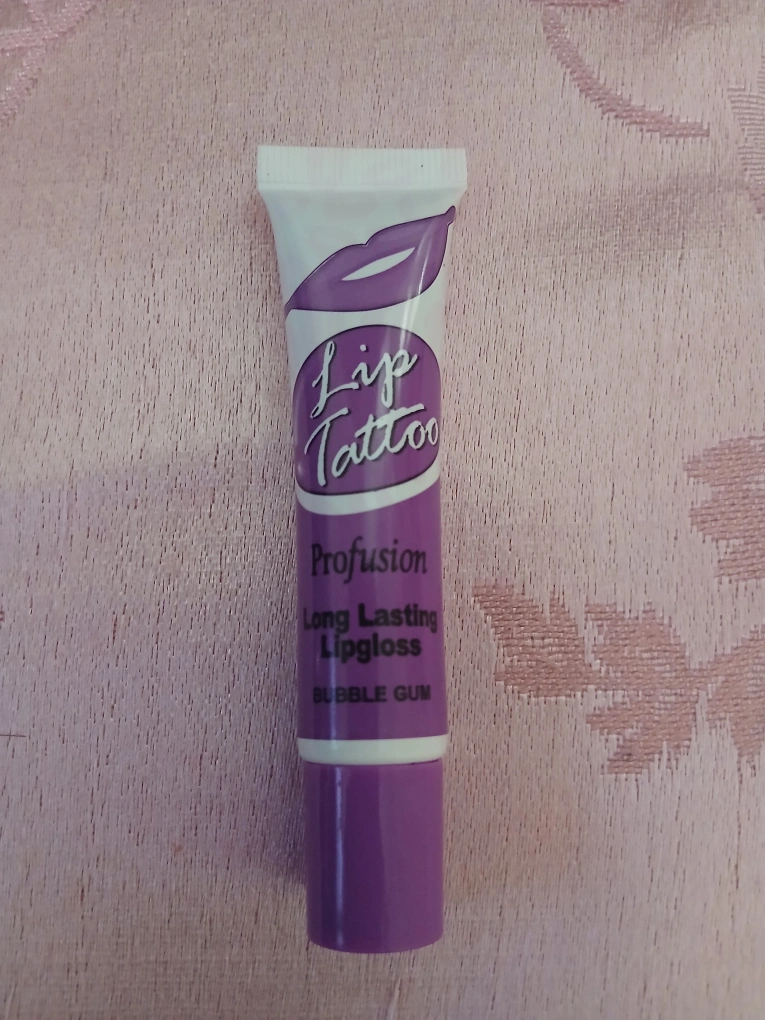 Lip
Tattoo
Profusion
Long Lasting
Lipgloss
BUBBLE GUM